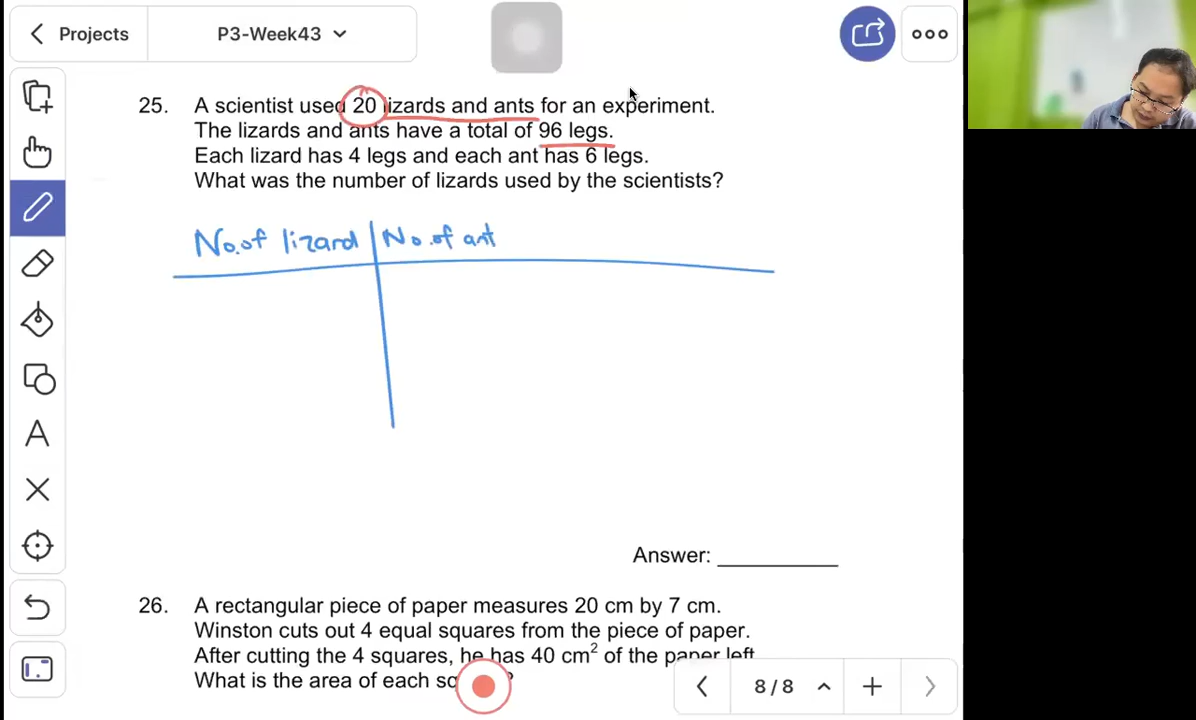 Projects
P3-Week43
25. A scientist used 20 lizards and ants for an experiment.
The lizards and ants have a total of 96 legs.
Each lizard has 4 legs and each ant has 6 legs.
What was the number of lizards used by the scientists?
No.of lizard No.of ant
Answer:
26. A rectangular piece of paper measures 20 cm by 7 cm.
Winston cuts out 4 equal squares from the piece of paper.
After cutting the 4 squares, he has 40 cm² of the paper left
What is the area of each
8/8